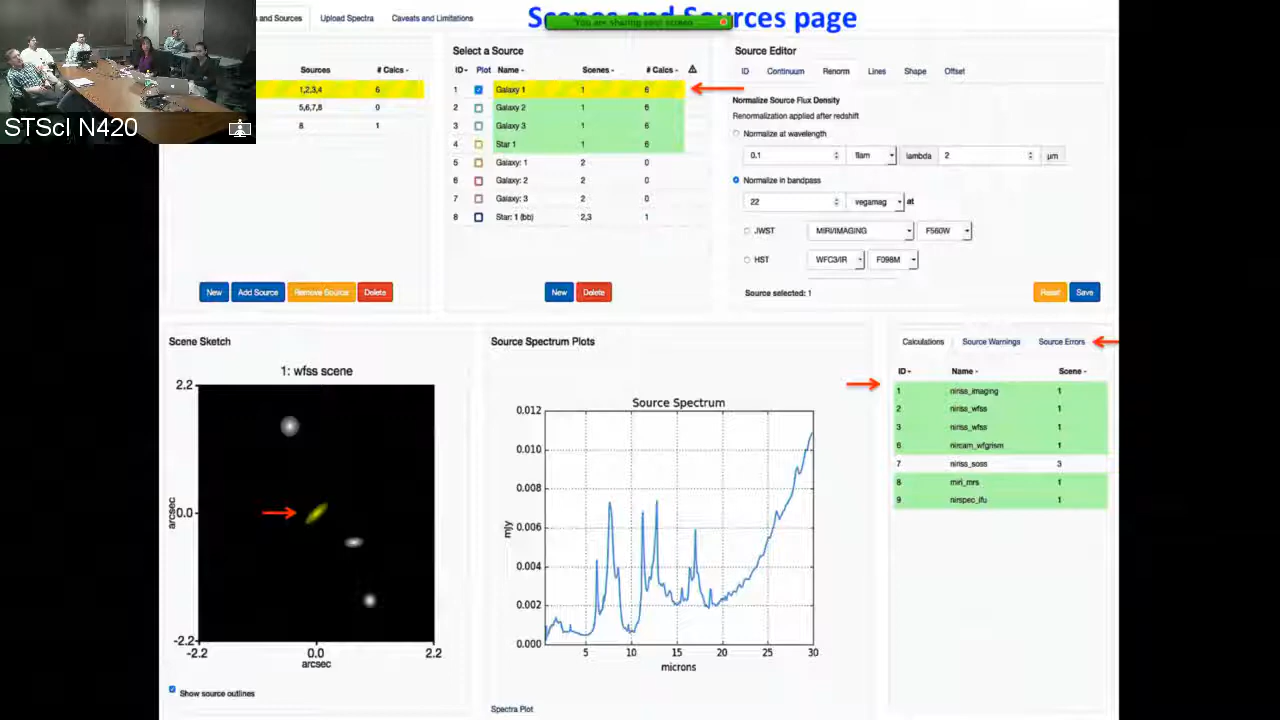 Scenes and Sources page
You are sharing your screen
s and Sources
Upload Spectra
Caveats and Limitations
STScI N420
Sources
# Calcs
1,2,3,4 6
5,6,7,8 0
8 1
New Add Source Remove Source Delete
Select a Source
ID Plot Name Scenes # Calcs
1 Galaxy 1 1 6
2 Galaxy 2 1 6
3 Galaxy 3 1 6
4 Star 1 1 6
5 Galaxy: 1 2 0
6 Galaxy: 2 2 0
7 Galaxy: 3 2 0
8 Star: 1 (bb) 2,3 1
New Delete
Source Editor
ID Continuum Renorm Lines Shape Offset
Normalize Source Flux Density
Renormalization applied after redshift
Normalize at wavelength
0.1 flam lambda 2 μm
Normalize in bandpass
22 vegamag at
JWST MIRI/IMAGING F560W
HST WFC3/IR F098M
Source selected: 1
Reset Save
Scene Sketch
1: wfss scene
2.2
0.0
-2.2
arcsec
-2.2 0.0 2.2
arcsec
Show source outlines
Source Spectrum Plots
Source Spectrum
0.012
0.010
0.008
0.006
0.004
0.002
0.000
mJy
5 10 15 20 25 30
microns
Spectra Plot
Calculations Source Warnings Source Errors
ID Name Scene
1 niriss_imaging 1
2 niriss_wfss 1
3 niriss_wfss 1
6 nircam_wfgrism 1
7 niriss_soss 3
8 miri_mrs 1
9 nirspec_ifu 1